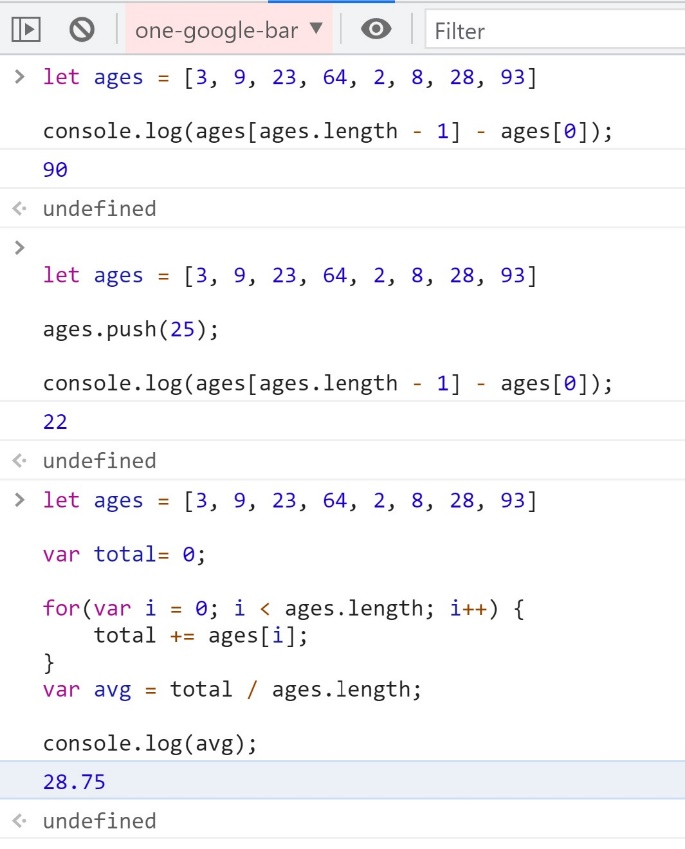 one-google-bar ▼ Filter
> let ages = [3, 9, 23, 64, 2, 8, 28, 93]
console.log(ages[ages.length - 1] - ages[0]);
90
undefined
>
let ages = [3, 9, 23, 64, 2, 8, 28, 93]
ages.push(25);
console.log(ages[ages.length - 1] - ages[0]);
22
undefined
> let ages = [3, 9, 23, 64, 2, 8, 28, 93]
var total= 0;
for(var i = 0; i < ages.length; i++) {
    total += ages[i];
}
var avg = total / ages.length;
console.log(avg);
28.75
undefined